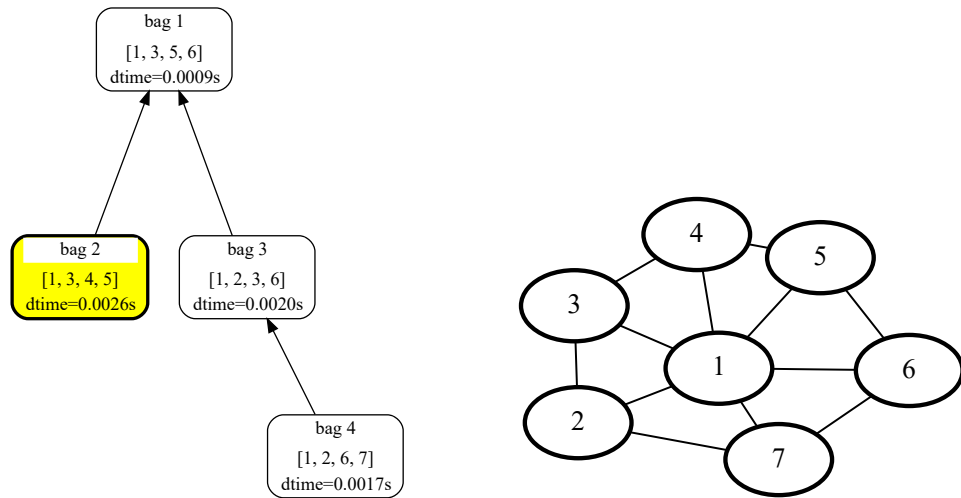 bag 1
[1, 3, 5, 6]
dtime=0.0009s
bag 2
[1, 3, 4, 5]
dtime=0.0026s
bag 3
[1, 2, 3, 6]
dtime=0.0020s
bag 4
[1, 2, 6, 7]
dtime=0.0017s
4
5
3
1
6
2
7